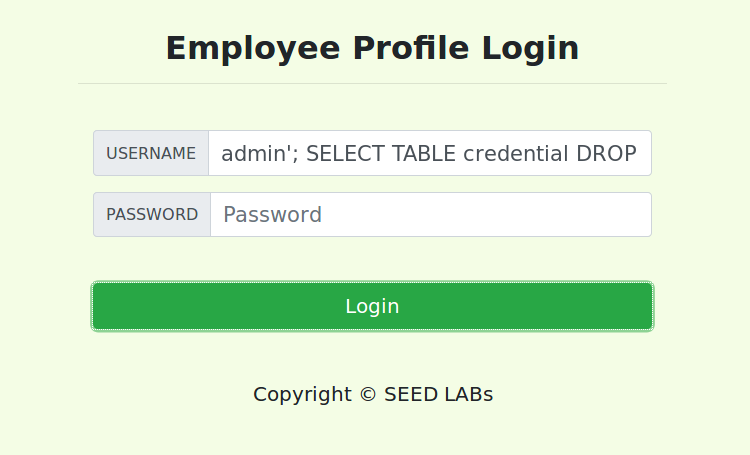 Employee Profile Login
USERNAME admin'; SELECT TABLE credential DROP
PASSWORD Password
Login
Copyright © SEED LABs